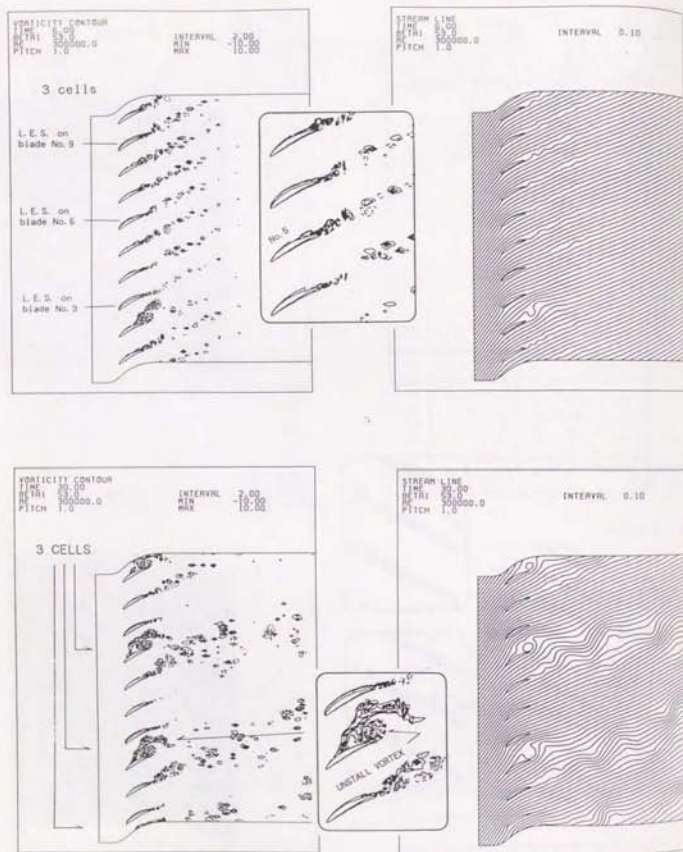 VORTICITY CONTOUR
TIME 6.00
BETA1 53.0 INTERVAL 2.00
RE 300000.0 MIN -10.00
PITCH 1.0 MAX 10.00
3 cells
L.E.S. on
blade No.9
L.E.S. on
blade No.6
L.E.S. on
blade No.3
No.6
STREAM LINE
TIME 6.00
BETA1 53.0 INTERVAL 0.10
RE 300000.0
PITCH 1.0
VORTICITY CONTOUR
TIME 30.00
BETA1 53.0 INTERVAL 2.00
RE 300000.0 MIN -10.00
PITCH 1.0 MAX 10.00
3 CELLS
UNSTALL VORTEX
STREAM LINE
TIME 30.00
BETA1 53.0 INTERVAL 0.10
RE 300000.0
PITCH 1.0